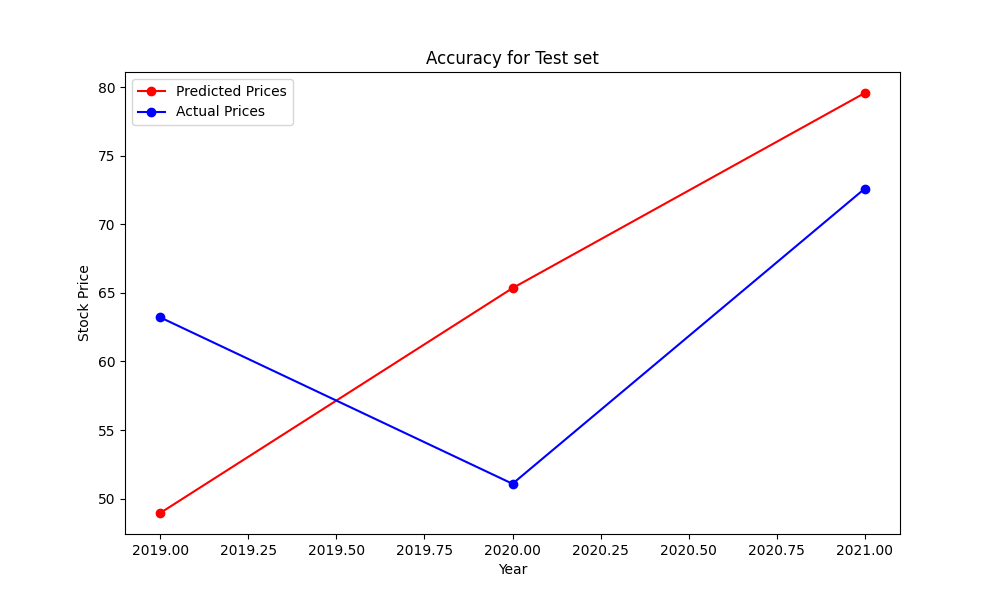 Accuracy for Test set
Predicted Prices
Actual Prices
80
75
70
65
60
55
50
Stock Price
2019.00 2019.25 2019.50 2019.75 2020.00 2020.25 2020.50 2020.75 2021.00
Year